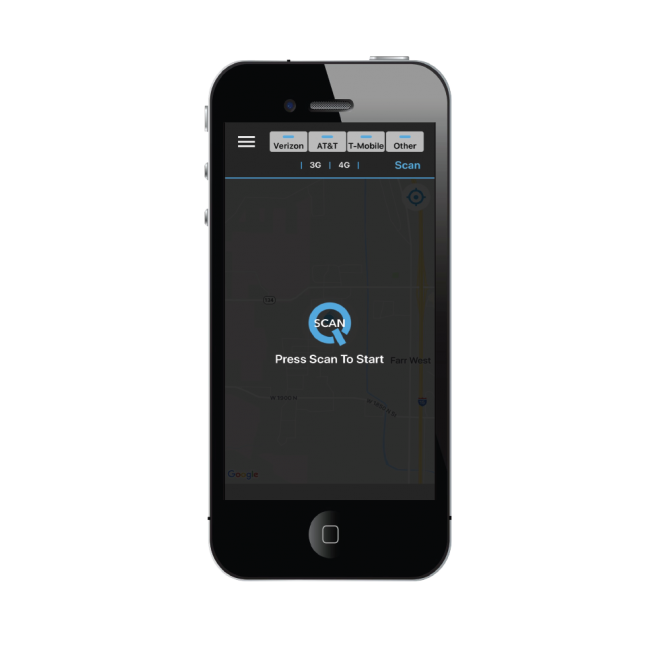 Verizon AT&T T-Mobile Other
| 3G | 4G | Scan
SCAN
Press Scan To Start
Farr West
Google